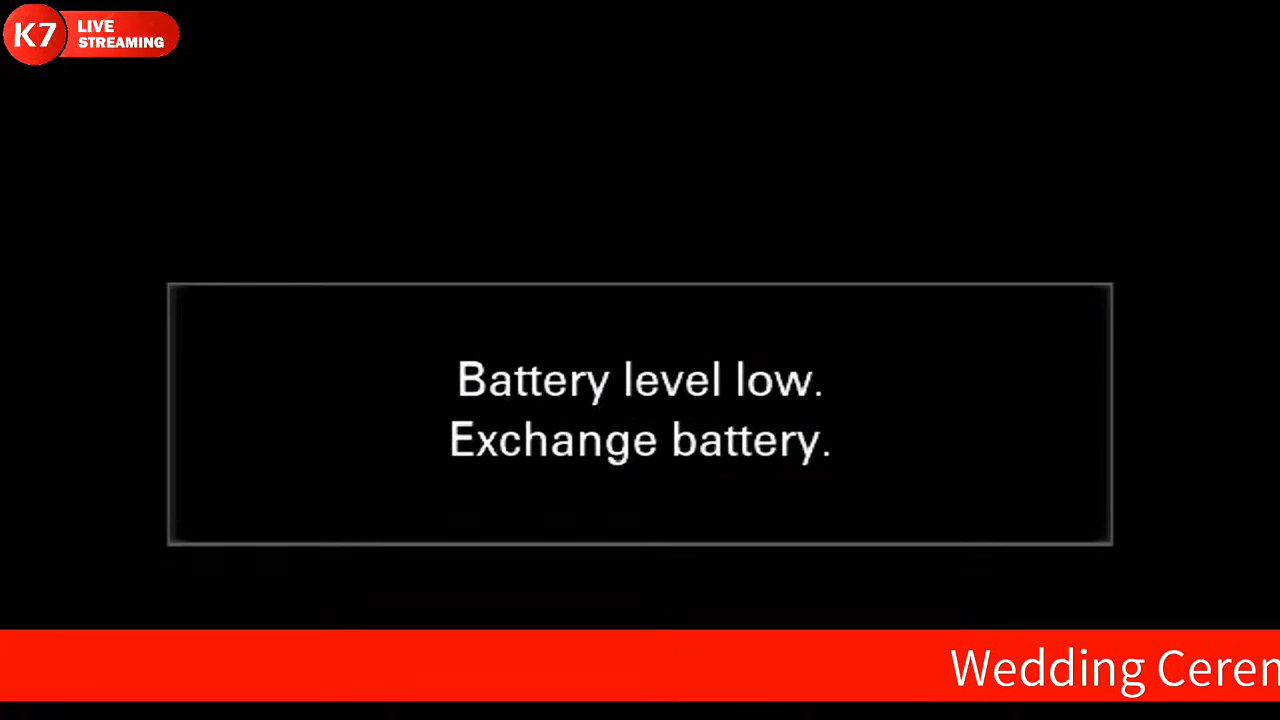 K7
LIVE
STREAMING
Battery level low.
Exchange battery.
Wedding Ceren